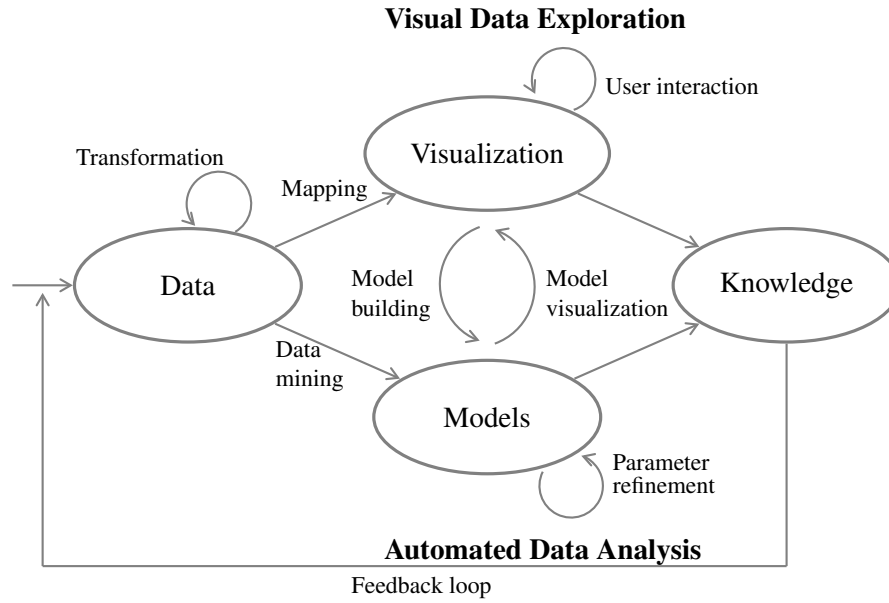 Visual Data Exploration
User interaction
Visualization
Transformation
Mapping
Data
Model
building
Model
visualization
Knowledge
Data
mining
Models
Parameter
refinement
Automated Data Analysis
Feedback loop